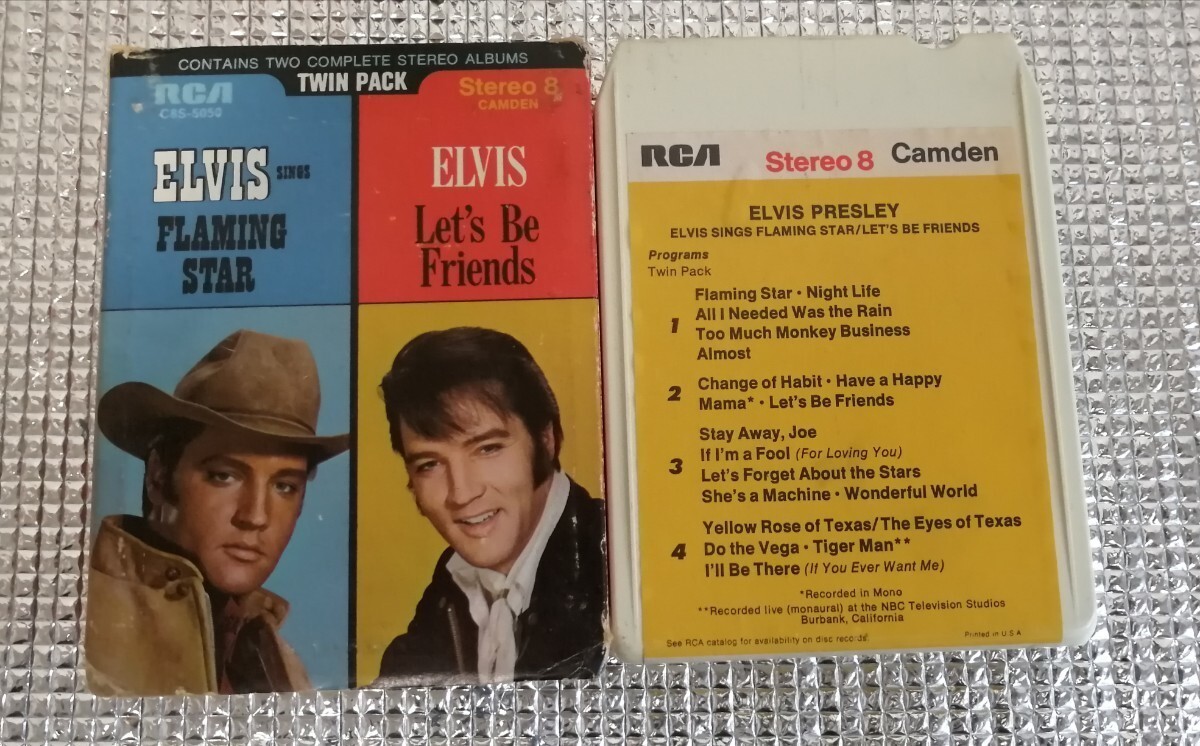 CONTAINS TWO COMPLETE STEREO ALBUMS
TWIN PACK
RCA
C8S-5050
Stereo 8
CAMDEN
ELVIS SINGS
FLAMING
STAR
ELVIS
Let's Be
Friends
RCA Stereo 8 Camden
ELVIS PRESLEY
ELVIS SINGS FLAMING STAR/LET'S BE FRIENDS
Programs
Twin Pack
1
Flaming Star • Night Life
All I Needed Was the Rain
Too Much Monkey Business
Almost
2
Change of Habit • Have a Happy
Mama* • Let's Be Friends
3
Stay Away, Joe
If I'm a Fool (For Loving You)
Let's Forget About the Stars
She's a Machine • Wonderful World
4
Yellow Rose of Texas/The Eyes of Texas
Do the Vega • Tiger Man**
I'll Be There (If You Ever Want Me)
*Recorded in Mono
**Recorded live (monaural) at the NBC Television Studios
Burbank, California
See RCA catalog for availability on disc records
Printed in U.S.A